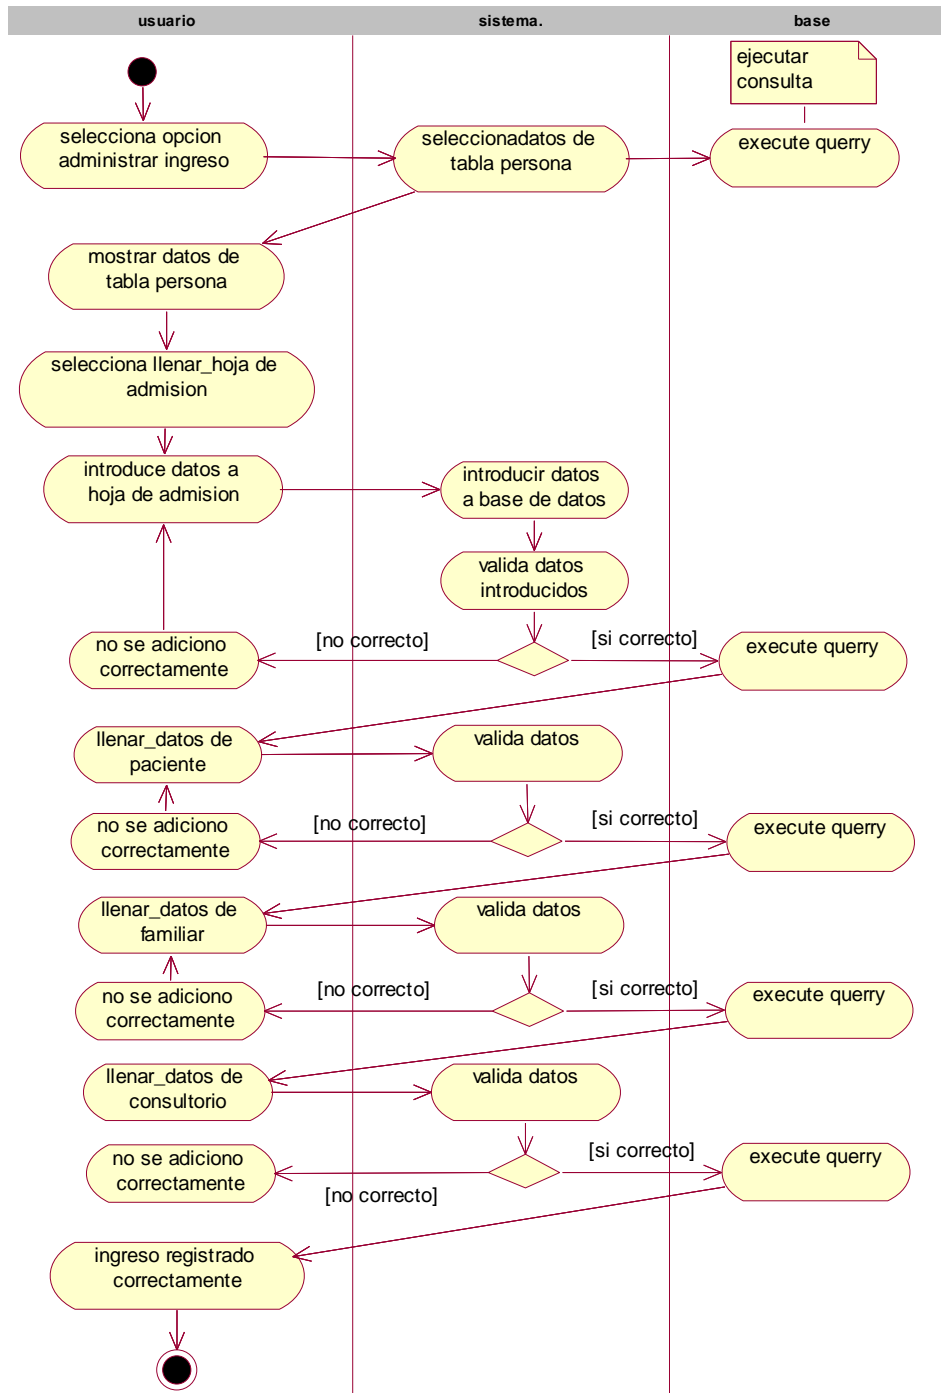 usuario
sistema.
base
ejecutar
consulta
selecciona opcion
administrar ingreso
seleccionadatos de
tabla persona
execute querry
mostrar datos de
tabla persona
selecciona llenar_hoja de
admision
introduce datos a
hoja de admision
introducir datos
a base de datos
valida datos
introducidos
no se adiciono
correctamente
[no correcto]
[si correcto]
execute querry
llenar_datos de
paciente
valida datos
no se adiciono
correctamente
[no correcto]
[si correcto]
execute querry
llenar_datos de
familiar
valida datos
no se adiciono
correctamente
[no correcto]
[si correcto]
execute querry
llenar_datos de
consultorio
valida datos
no se adiciono
correctamente
[no correcto]
[si correcto]
execute querry
ingreso registrado
correctamente